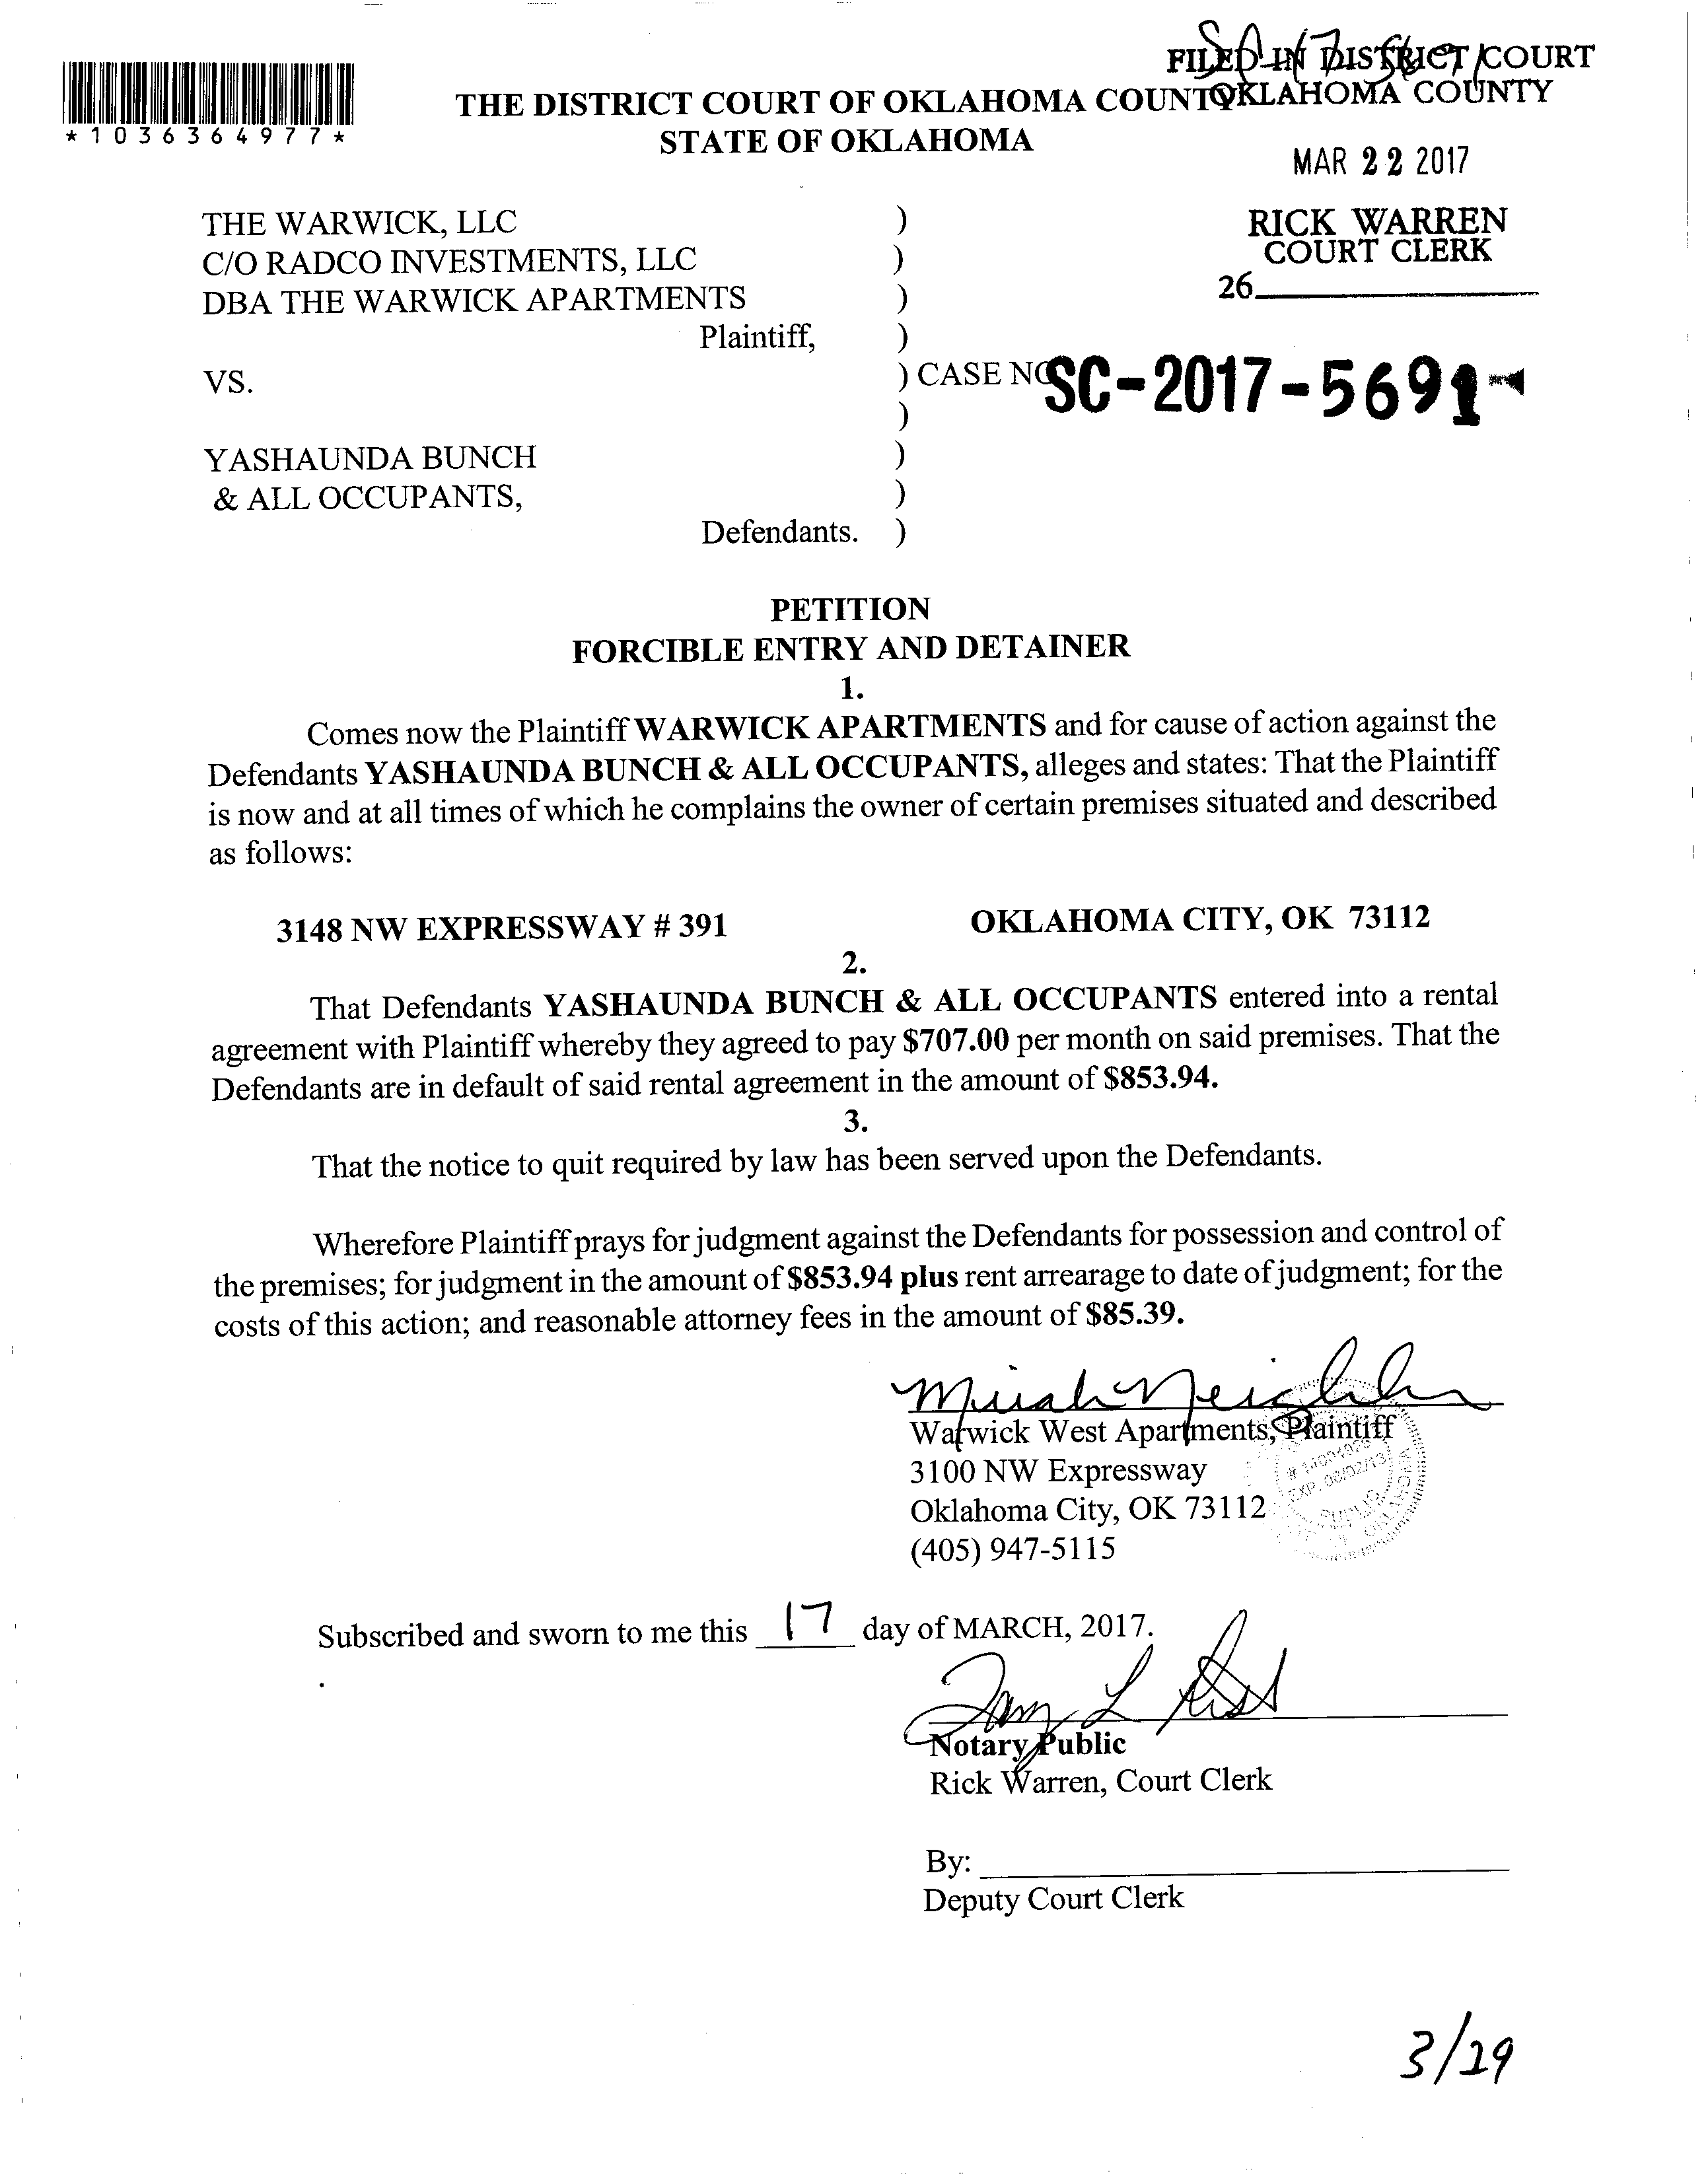 SC-17-5691
FILED IN DISTRICT COURT
OKLAHOMA COUNTY
*1036364977*
THE DISTRICT COURT OF OKLAHOMA COUNTY
STATE OF OKLAHOMA
MAR 22 2017
RICK WARREN
COURT CLERK
26
THE WARWICK, LLC )
C/O RADCO INVESTMENTS, LLC )
DBA THE WARWICK APARTMENTS )
Plaintiff, )
VS. ) CASE NO SC-2017-5691
)
YASHAUNDA BUNCH )
& ALL OCCUPANTS, )
Defendants. )
PETITION
FORCIBLE ENTRY AND DETAINER
1.
Comes now the Plaintiff WARWICK APARTMENTS and for cause of action against the
Defendants YASHAUNDA BUNCH & ALL OCCUPANTS, alleges and states: That the Plaintiff
is now and at all times of which he complains the owner of certain premises situated and described
as follows:
3148 NW EXPRESSWAY # 391 OKLAHOMA CITY, OK 73112
2.
That Defendants YASHAUNDA BUNCH & ALL OCCUPANTS entered into a rental
agreement with Plaintiff whereby they agreed to pay $707.00 per month on said premises. That the
Defendants are in default of said rental agreement in the amount of $853.94.
3.
That the notice to quit required by law has been served upon the Defendants.
Wherefore Plaintiff prays for judgment against the Defendants for possession and control of
the premises; for judgment in the amount of $853.94 plus rent arrearage to date of judgment; for the
costs of this action; and reasonable attorney fees in the amount of $85.39.
Warwick West Apartments, Plaintiff
3100 NW Expressway
Oklahoma City, OK 73112
(405) 947-5115
Subscribed and sworn to me this 17 day of MARCH, 2017.
.
Notary Public
Rick Warren, Court Clerk
By:
Deputy Court Clerk
3/29